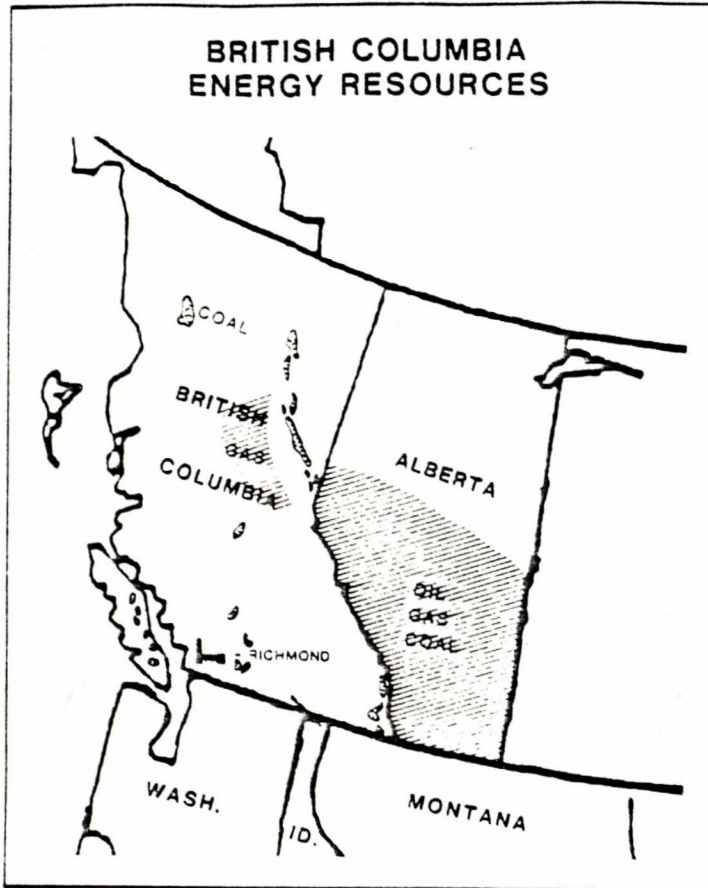 BRITISH COLUMBIA
ENERGY RESOURCES
COAL
BRITISH
GAS
COLUMBIA
ALBERTA
OIL
GAS
COAL
RICHMOND
WASH.
ID.
MONTANA